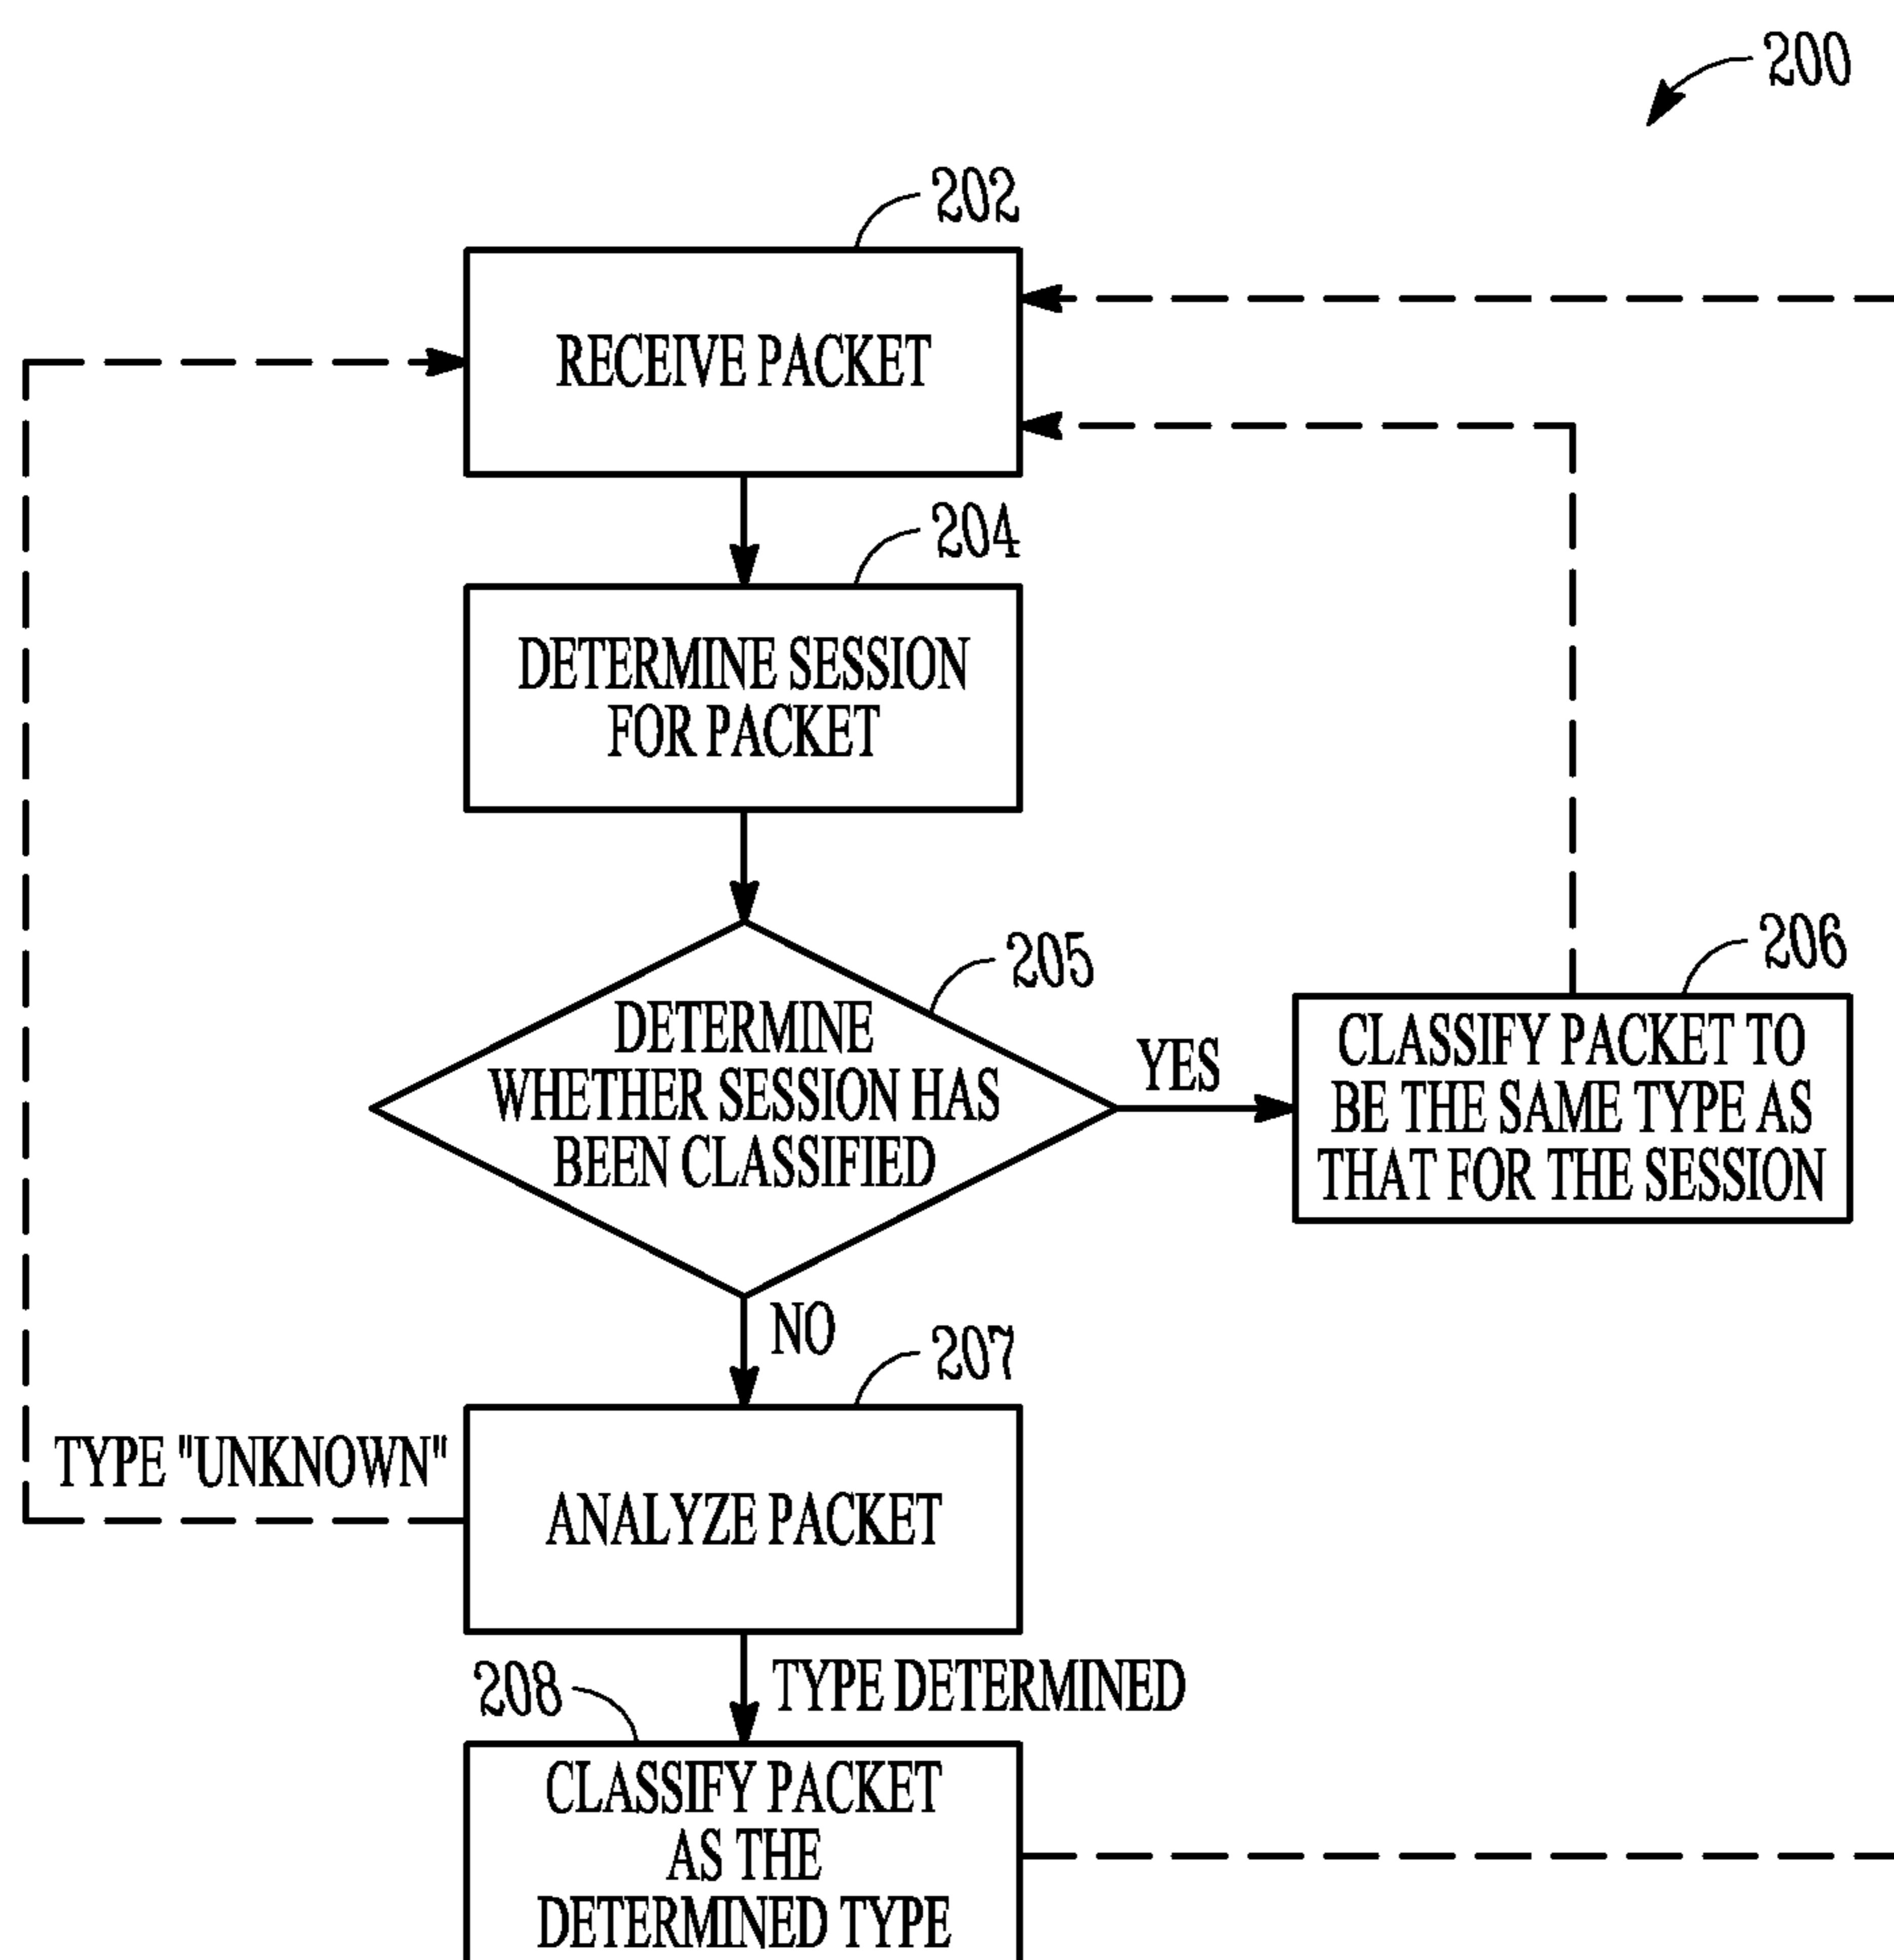 200
202
RECEIVE PACKET
204
DETERMINE SESSION
FOR PACKET
205
DETERMINE
WHETHER SESSION HAS
BEEN CLASSIFIED
YES
206
CLASSIFY PACKET TO
BE THE SAME TYPE AS
THAT FOR THE SESSION
NO
207
TYPE "UNKNOWN"
ANALYZE PACKET
208
TYPE DETERMINED
CLASSIFY PACKET
AS THE
DETERMINED TYPE